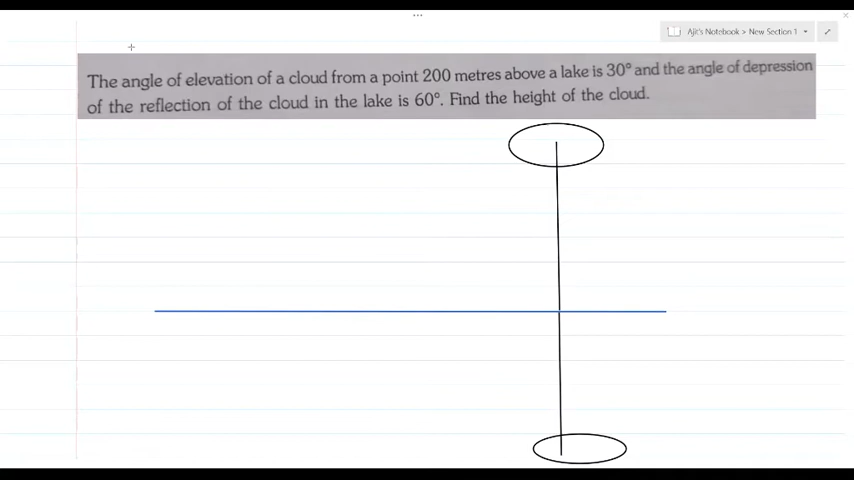 Ajit's Notebook > New Section 1
The angle of elevation of a cloud from a point 200 metres above a lake is 30° and the angle of depression
of the reflection of the cloud in the lake is 60°. Find the height of the cloud.